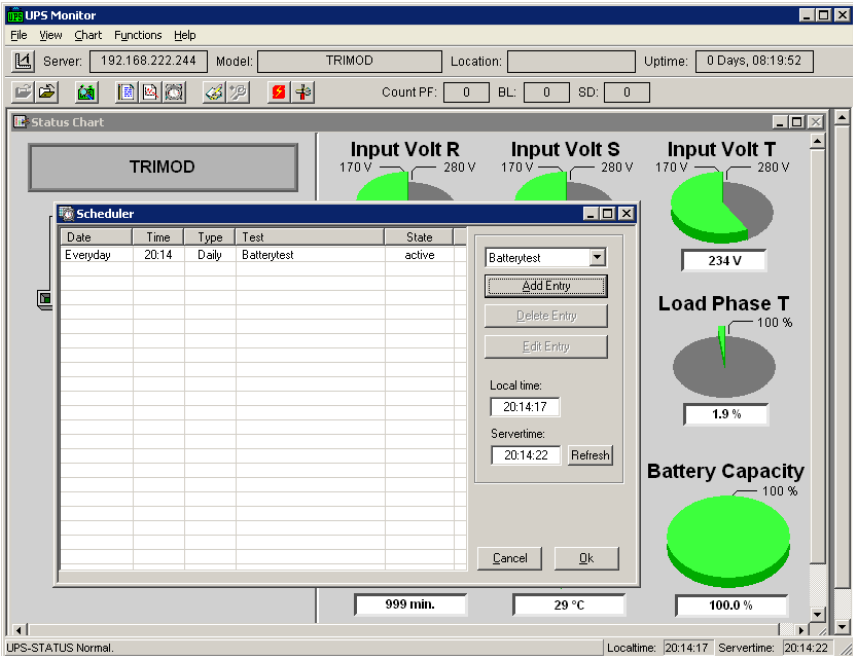 UPS Monitor
File View Chart Functions Help
Server: 192.168.222.244 Model: TRIMOD Location: Uptime: 0 Days, 08:19:52
Count PF: 0 BL: 0 SD: 0
Status Chart
TRIMOD
Input Volt R
170 V 280 V
Input Volt S
170 V 280 V
Input Volt T
170 V 280 V
234 V
Load Phase T
100 %
1.9 %
Battery Capacity
100 %
100.0 %
999 min.
29 °C
Scheduler
Date Time Type Test State
Everyday 20:14 Daily Batterytest active
Batterytest
Add Entry
Delete Entry
Edit Entry
Local time:
20:14:17
Servertime:
20:14:22 Refresh
Cancel Ok
UPS-STATUS Normal.
Localtime: 20:14:17 Servertime: 20:14:22